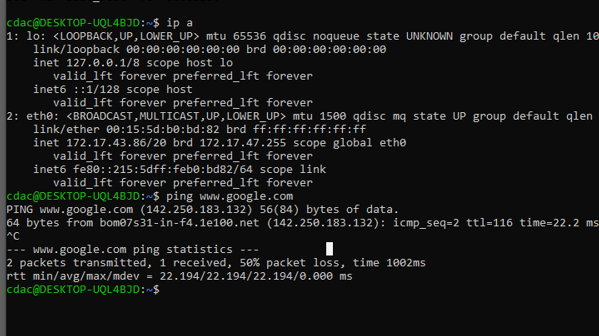 cdac@DESKTOP-UQL4BJD:~$ ip a
1: lo: <LOOPBACK,UP,LOWER_UP> mtu 65536 qdisc noqueue state UNKNOWN group default qlen 10
    link/loopback 00:00:00:00:00:00 brd 00:00:00:00:00:00
    inet 127.0.0.1/8 scope host lo
       valid_lft forever preferred_lft forever
    inet6 ::1/128 scope host
       valid_lft forever preferred_lft forever
2: eth0: <BROADCAST,MULTICAST,UP,LOWER_UP> mtu 1500 qdisc mq state UP group default qlen
    link/ether 00:15:5d:b0:bd:82 brd ff:ff:ff:ff:ff:ff
    inet 172.17.43.86/20 brd 172.17.47.255 scope global eth0
       valid_lft forever preferred_lft forever
    inet6 fe80::215:5dff:feb0:bd82/64 scope link
       valid_lft forever preferred_lft forever
cdac@DESKTOP-UQL4BJD:~$ ping www.google.com
PING www.google.com (142.250.183.132) 56(84) bytes of data.
64 bytes from bom07s31-in-f4.1e100.net (142.250.183.132): icmp_seq=2 ttl=116 time=22.2 ms
^C
--- www.google.com ping statistics ---
2 packets transmitted, 1 received, 50% packet loss, time 1002ms
rtt min/avg/max/mdev = 22.194/22.194/22.194/0.000 ms
cdac@DESKTOP-UQL4BJD:~$